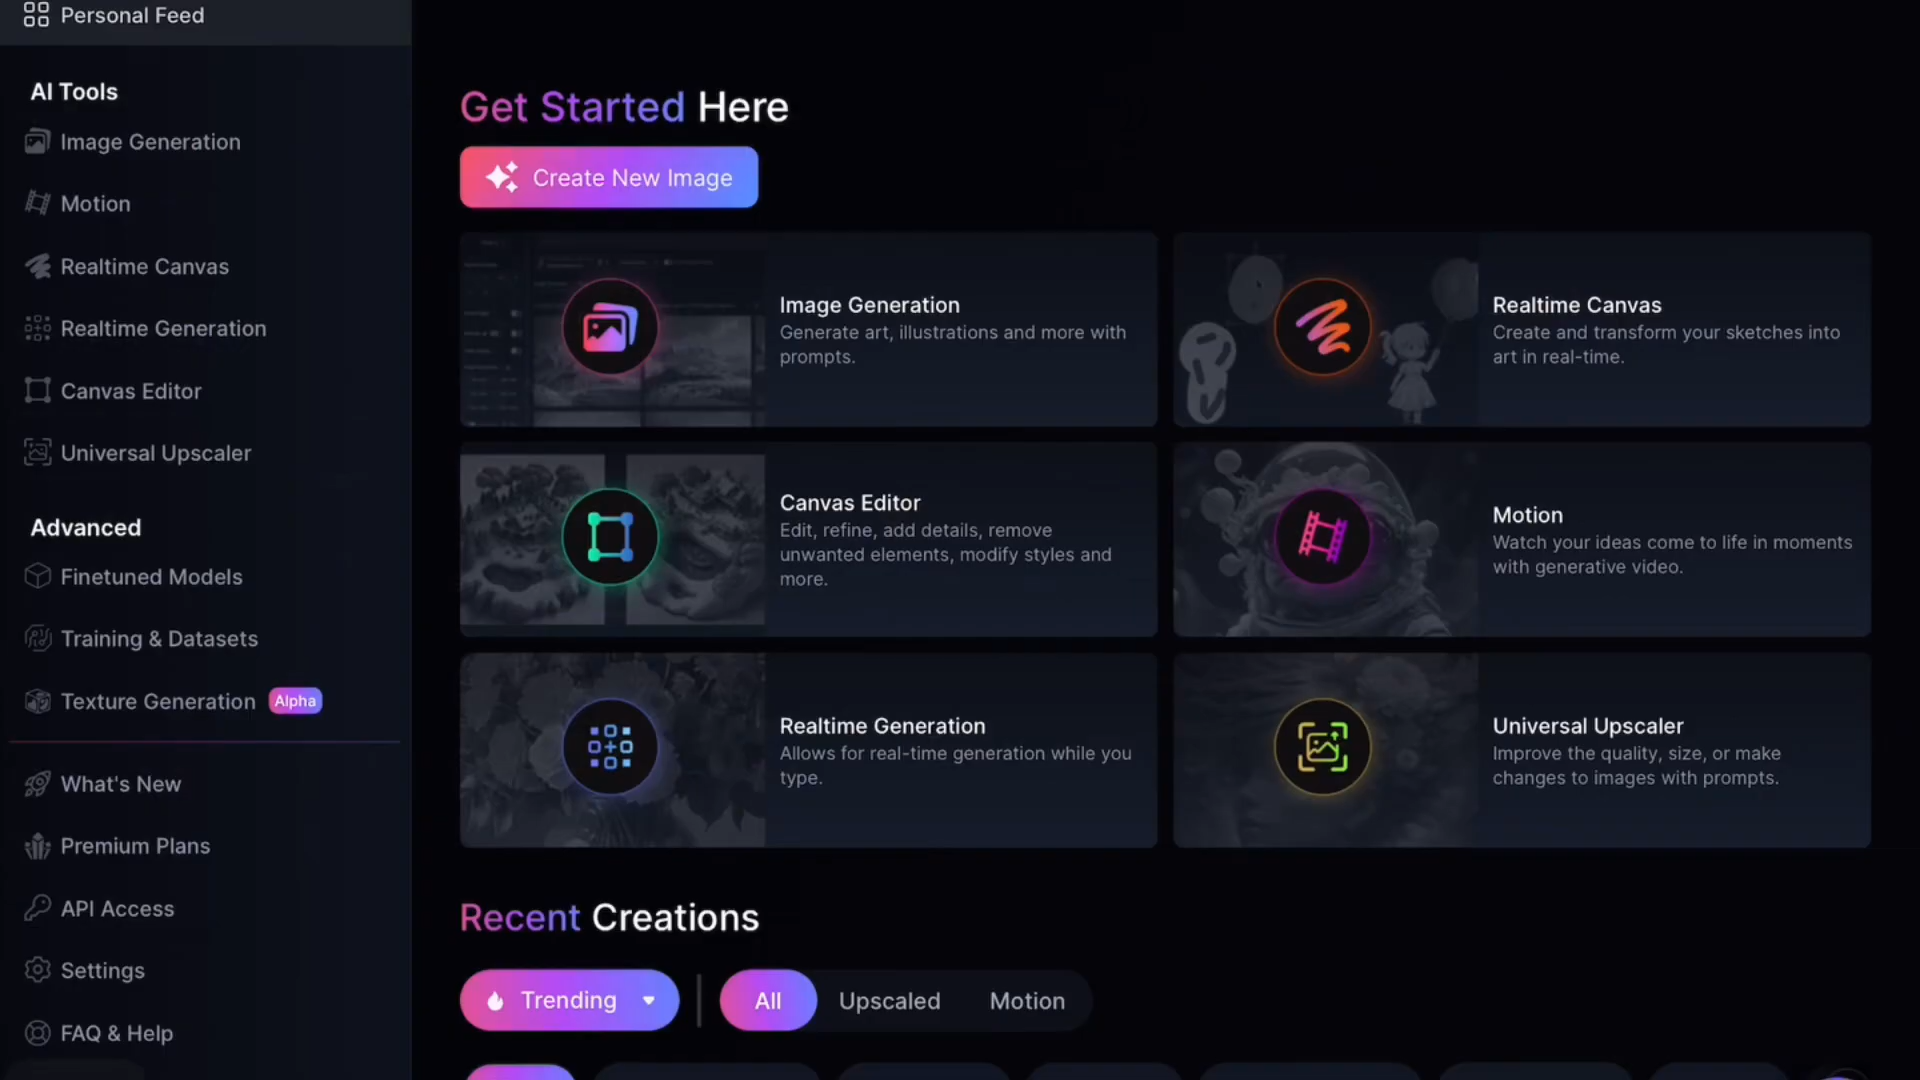 Personal Feed
AI Tools
Image Generation
Motion
Realtime Canvas
Realtime Generation
Canvas Editor
Universal Upscaler
Advanced
Finetuned Models
Training & Datasets
Texture Generation Alpha
What's New
Premium Plans
API Access
Settings
FAQ & Help
Get Started Here
Create New Image
Image Generation
Generate art, illustrations and more with
prompts.
Realtime Canvas
Create and transform your sketches into
art in real-time.
Canvas Editor
Edit, refine, add details, remove
unwanted elements, modify styles and
more.
Motion
Watch your ideas come to life in moments
with generative video.
Realtime Generation
Allows for real-time generation while you
type.
Universal Upscaler
Improve the quality, size, or make
changes to images with prompts.
Recent Creations
Trending
All Upscaled Motion